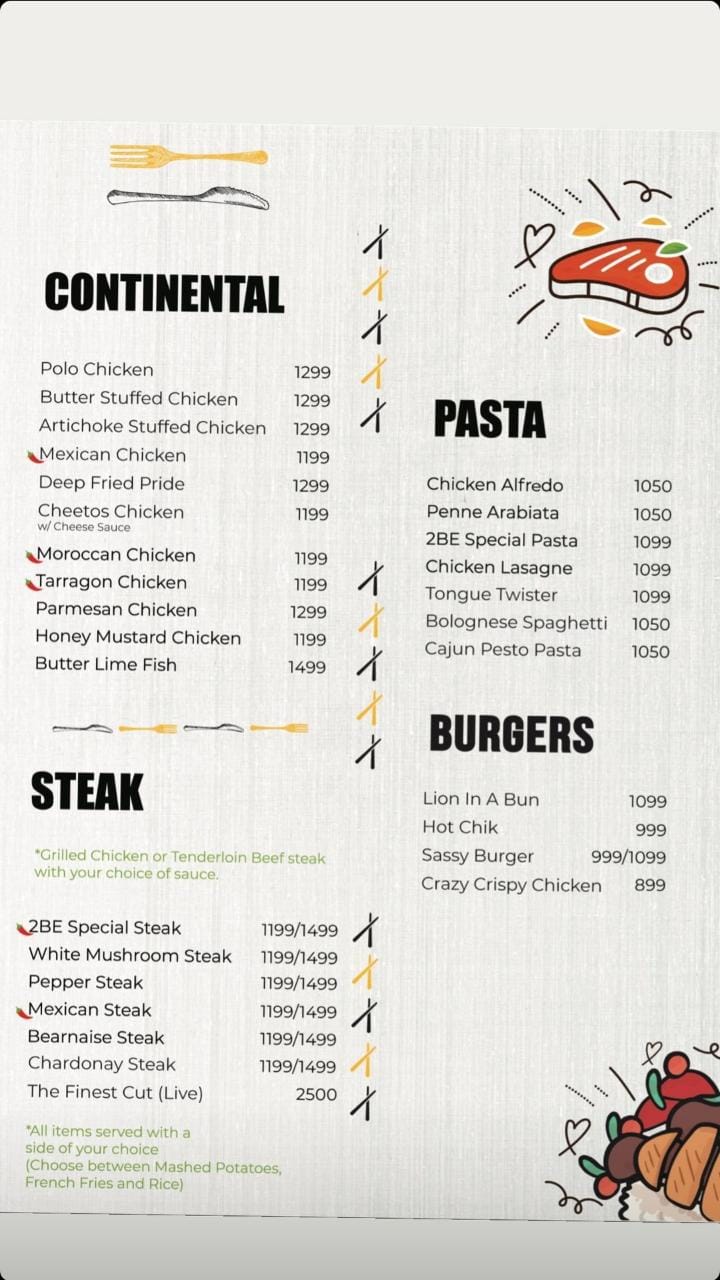 CONTINENTAL
Polo Chicken 1299
Butter Stuffed Chicken 1299
Artichoke Stuffed Chicken 1299
Mexican Chicken 1199
Deep Fried Pride 1299
Cheetos Chicken 1199
w/ Cheese Sauce
Moroccan Chicken 1199
Tarragon Chicken 1199
Parmesan Chicken 1299
Honey Mustard Chicken 1199
Butter Lime Fish 1499
STEAK
*Grilled Chicken or Tenderloin Beef steak
with your choice of sauce.
2BE Special Steak 1199/1499
White Mushroom Steak 1199/1499
Pepper Steak 1199/1499
Mexican Steak 1199/1499
Bearnaise Steak 1199/1499
Chardonay Steak 1199/1499
The Finest Cut (Live) 2500
*All items served with a
side of your choice
(Choose between Mashed Potatoes,
French Fries and Rice)
PASTA
Chicken Alfredo 1050
Penne Arabiata 1050
2BE Special Pasta 1099
Chicken Lasagne 1099
Tongue Twister 1099
Bolognese Spaghetti 1050
Cajun Pesto Pasta 1050
BURGERS
Lion In A Bun 1099
Hot Chik 999
Sassy Burger 999/1099
Crazy Crispy Chicken 899